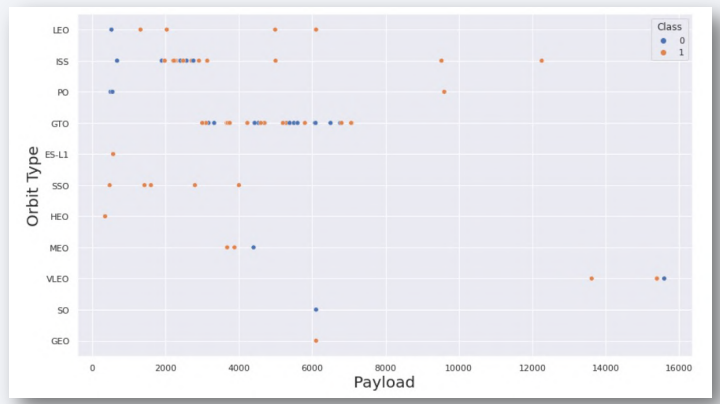 Class
0
1
LEO
ISS
PO
GTO
ES-L1
SSO
HEO
MEO
VLEO
SO
GEO
Orbit Type
0 2000 4000 6000 8000 10000 12000 14000 16000
Payload